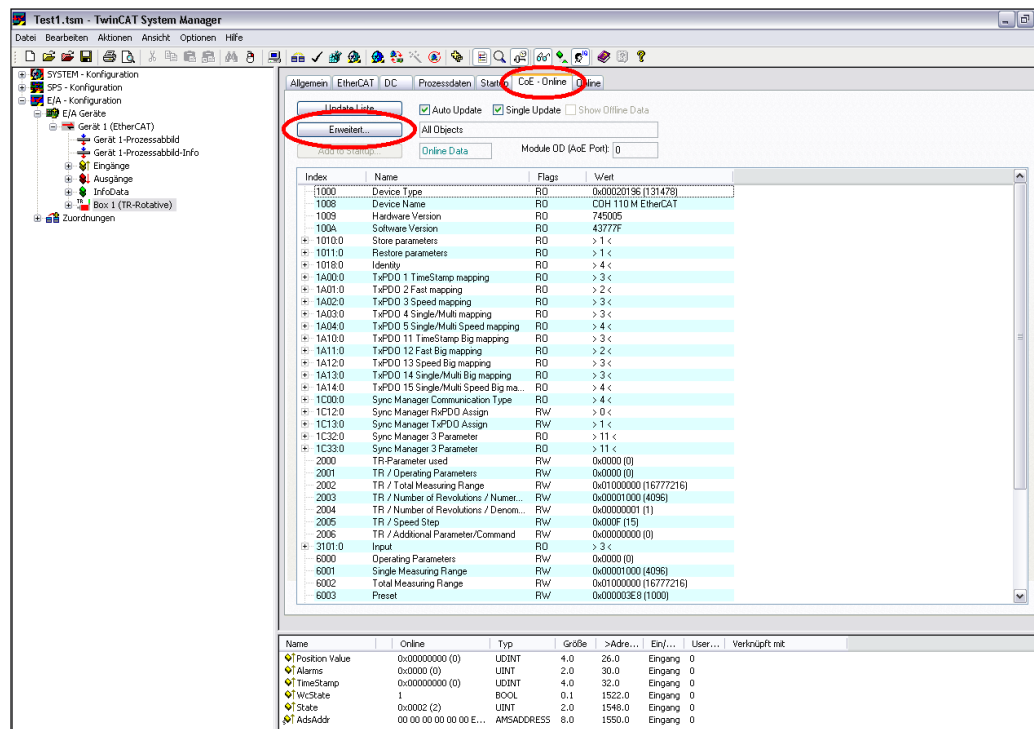 Test1.tsm - TwinCAT System Manager
Datei Bearbeiten Aktionen Ansicht Optionen Hilfe
SYSTEM - Konfiguration
SPS - Konfiguration
E/A - Konfiguration
E/A Geräte
Gerät 1 (EtherCAT)
Gerät 1-Prozessabbild
Gerät 1-Prozessabbild-Info
Eingänge
Ausgänge
InfoData
Box 1 (TR-Rotative)
Zuordnungen
Allgemein EtherCAT DC Prozessdaten Startup CoE - Online Online
Update Liste Auto Update Single Update Show Offline Data
Erweitert... All Objects
Add to Startup... Online Data Module OD (AoE Port): 0
Index Name Flags Wert
1000 Device Type RO 0x00020196 (131478)
1008 Device Name RO COH 110 M EtherCAT
1009 Hardware Version RO 745005
100A Software Version RO 43777F
1010:0 Store parameters RO > 1 <
1011:0 Restore parameters RO > 1 <
1018:0 Identity RO > 4 <
1A00:0 TxPDO 1 TimeStamp mapping RO > 3 <
1A01:0 TxPDO 2 Fast mapping RO > 2 <
1A02:0 TxPDO 3 Speed mapping RO > 3 <
1A03:0 TxPDO 4 Single/Multi mapping RO > 3 <
1A04:0 TxPDO 5 Single/Multi Speed mapping RO > 4 <
1A10:0 TxPDO 11 TimeStamp Big mapping RO > 3 <
1A11:0 TxPDO 12 Fast Big mapping RO > 2 <
1A12:0 TxPDO 13 Speed Big mapping RO > 3 <
1A13:0 TxPDO 14 Single/Multi Big mapping RO > 3 <
1A14:0 TxPDO 15 Single/Multi Speed Big ma... RO > 4 <
1C00:0 Sync Manager Communication Type RO > 4 <
1C12:0 Sync Manager RxPDO Assign RW > 0 <
1C13:0 Sync Manager TxPDO Assign RW > 1 <
1C32:0 Sync Manager 3 Parameter RO > 11 <
1C33:0 Sync Manager 3 Parameter RO > 11 <
2000 TR-Parameter used RW 0x0000 (0)
2001 TR / Operating Parameters RW 0x0000 (0)
2002 TR / Total Measuring Range RW 0x01000000 (16777216)
2003 TR / Number of Revolutions / Numer... RW 0x00001000 (4096)
2004 TR / Number of Revolutions / Denom... RW 0x00000001 (1)
2005 TR / Speed Step RW 0x000F (15)
2006 TR / Additional Parameter/Command RW 0x00000000 (0)
3101:0 Input RO > 3 <
6000 Operating Parameters RW 0x0000 (0)
6001 Single Measuring Range RW 0x00001000 (4096)
6002 Total Measuring Range RW 0x01000000 (16777216)
6003 Preset RW 0x000003E8 (1000)
Name Online Typ Größe >Adre... Ein/... User... Verknüpft mit
Position Value 0x00000000 (0) UDINT 4.0 26.0 Eingang 0
Alarms 0x0000 (0) UINT 2.0 30.0 Eingang 0
TimeStamp 0x00000000 (0) UDINT 4.0 32.0 Eingang 0
WcState 1 BOOL 0.1 1522.0 Eingang 0
State 0x0002 (2) UINT 2.0 1548.0 Eingang 0
AdsAddr 00 00 00 00 00 00 E... AMSADDRESS 8.0 1550.0 Eingang 0